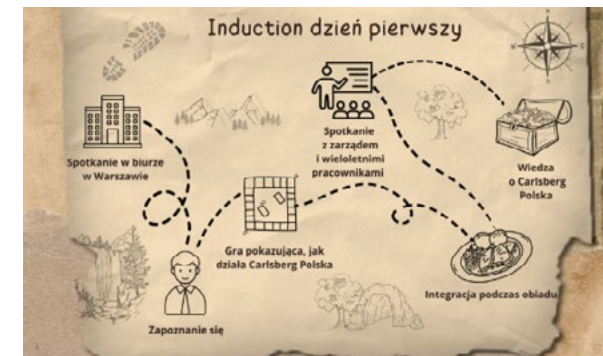 Induction dzień pierwszy
Spotkanie w biurze
w Warszawie
Zapoznanie się
Gra pokazująca, jak
działa Carlsberg Polska
Integracja podczas obiadu
Spotkanie
z zarządem
i wieloletnimi
pracownikami
Wiedza
o Carlsberg
Polska